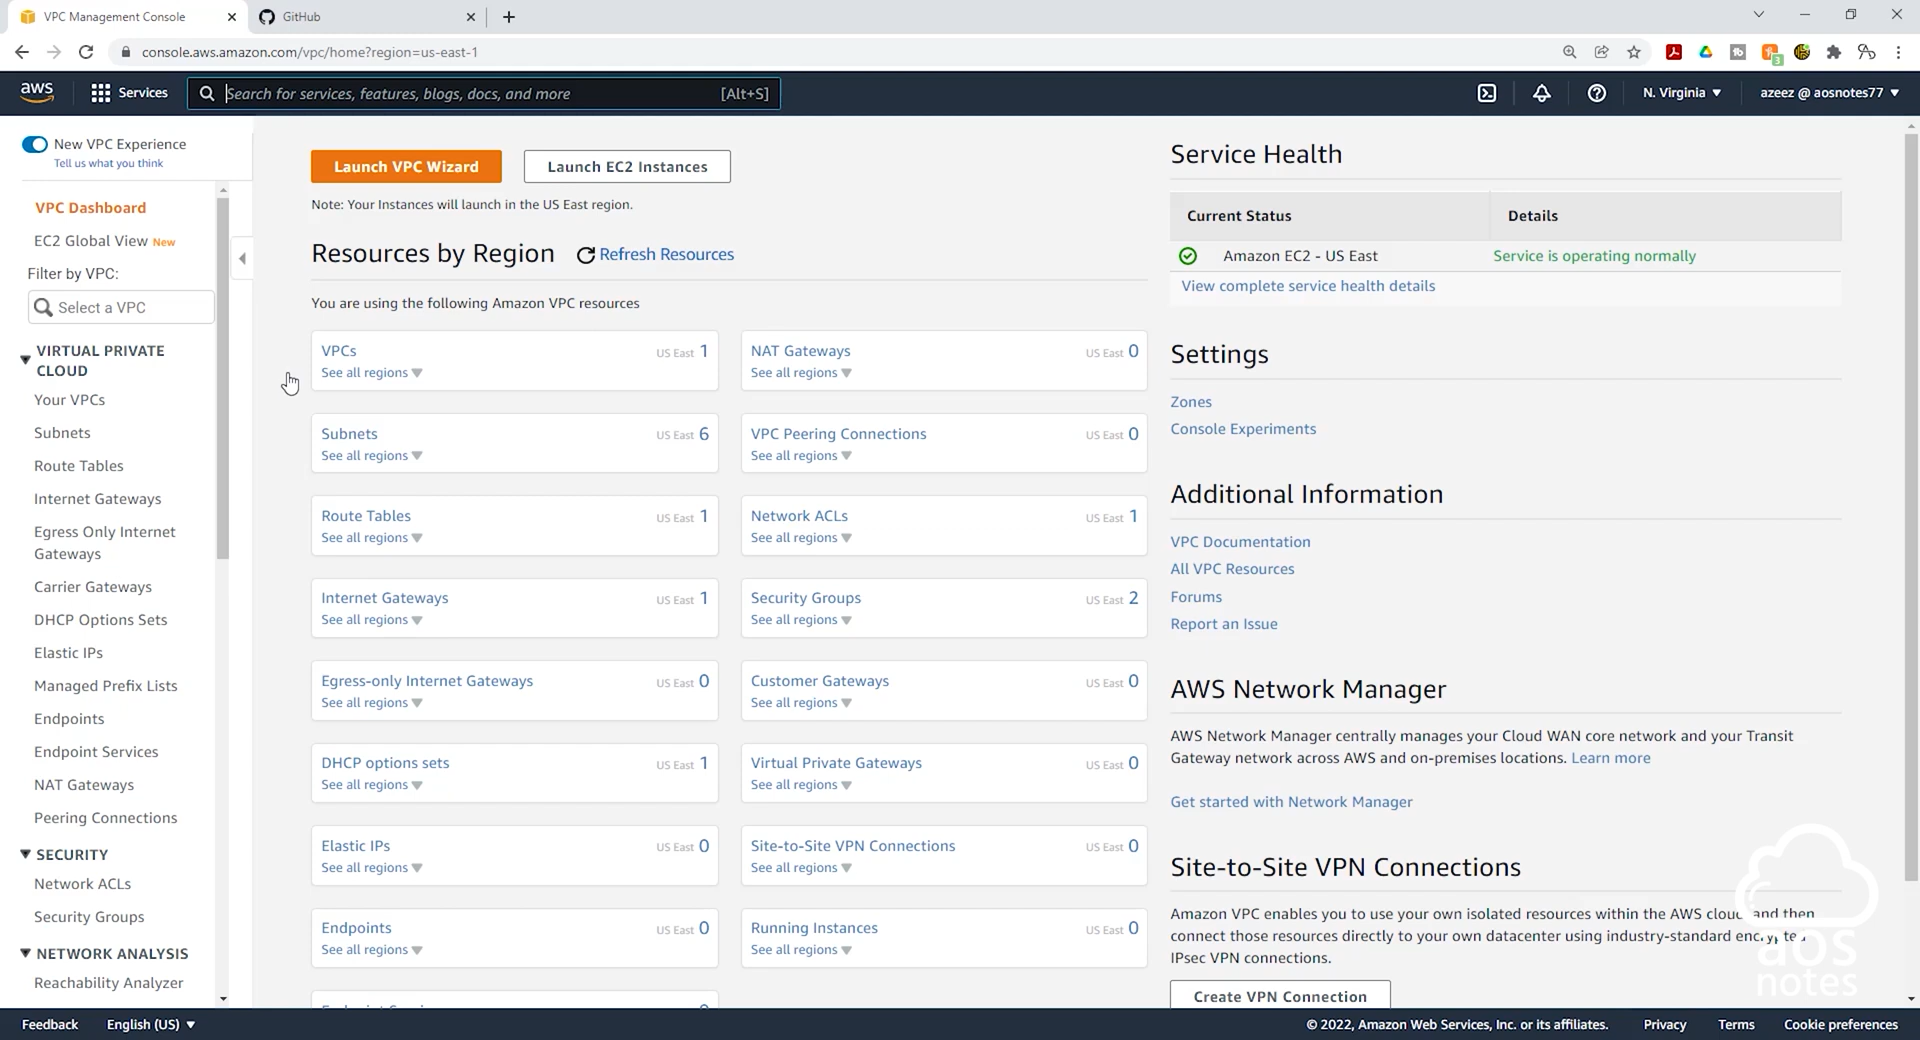 VPC Management Console
GitHub
console.aws.amazon.com/vpc/home?region=us-east-1
3
aws
Services
Search for services, features, blogs, docs, and more
[Alt+S]
N. Virginia
azeez @ aosnotes77
New VPC Experience
Tell us what you think
VPC Dashboard
EC2 Global View New
Filter by VPC:
Select a VPC
VIRTUAL PRIVATE
CLOUD
Your VPCs
Subnets
Route Tables
Internet Gateways
Egress Only Internet
Gateways
Carrier Gateways
DHCP Options Sets
Elastic IPs
Managed Prefix Lists
Endpoints
Endpoint Services
NAT Gateways
Peering Connections
SECURITY
Network ACLs
Security Groups
NETWORK ANALYSIS
Reachability Analyzer
Launch VPC Wizard
Launch EC2 Instances
Note: Your Instances will launch in the US East region.
Resources by Region
Refresh Resources
You are using the following Amazon VPC resources
VPCs
US East 1
See all regions
NAT Gateways
US East 0
See all regions
Subnets
US East 6
See all regions
VPC Peering Connections
US East 0
See all regions
Route Tables
US East 1
See all regions
Network ACLs
US East 1
See all regions
Internet Gateways
US East 1
See all regions
Security Groups
US East 2
See all regions
Egress-only Internet Gateways
US East 0
See all regions
Customer Gateways
US East 0
See all regions
DHCP options sets
US East 1
See all regions
Virtual Private Gateways
US East 0
See all regions
Elastic IPs
US East 0
See all regions
Site-to-Site VPN Connections
US East 0
See all regions
Endpoints
US East 0
See all regions
Running Instances
US East 0
See all regions
Service Health
Current Status
Details
Amazon EC2 - US East
Service is operating normally
View complete service health details
Settings
Zones
Console Experiments
Additional Information
VPC Documentation
All VPC Resources
Forums
Report an Issue
AWS Network Manager
AWS Network Manager centrally manages your Cloud WAN core network and your Transit
Gateway network across AWS and on-premises locations. Learn more
Get started with Network Manager
Site-to-Site VPN Connections
Amazon VPC enables you to use your own isolated resources within the AWS cloud, and then
connect those resources directly to your own datacenter using industry-standard encrypted
IPsec VPN connections.
Create VPN Connection
aos
notes
Feedback
English (US)
© 2022, Amazon Web Services, Inc. or its affiliates.
Privacy
Terms
Cookie preferences